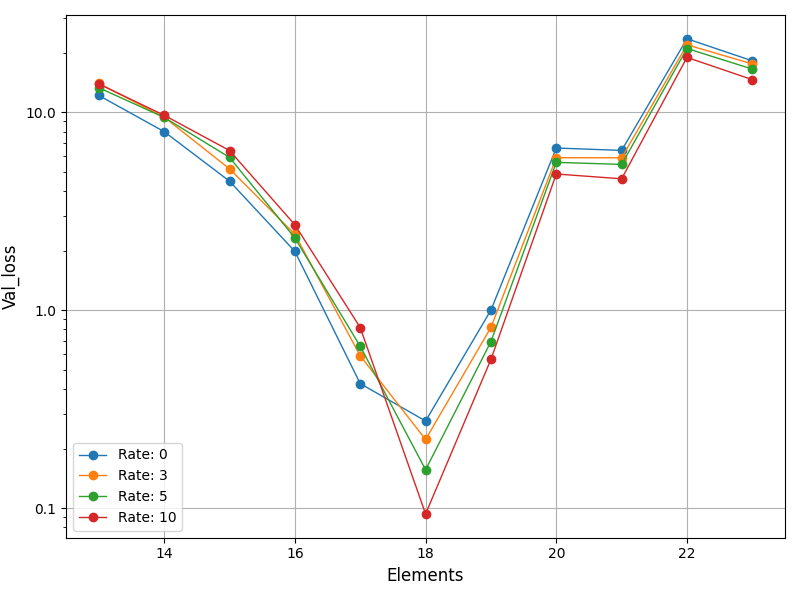 10.0
1.0
0.1
Val_loss
Rate: 0
Rate: 3
Rate: 5
Rate: 10
14 16 18 20 22
Elements